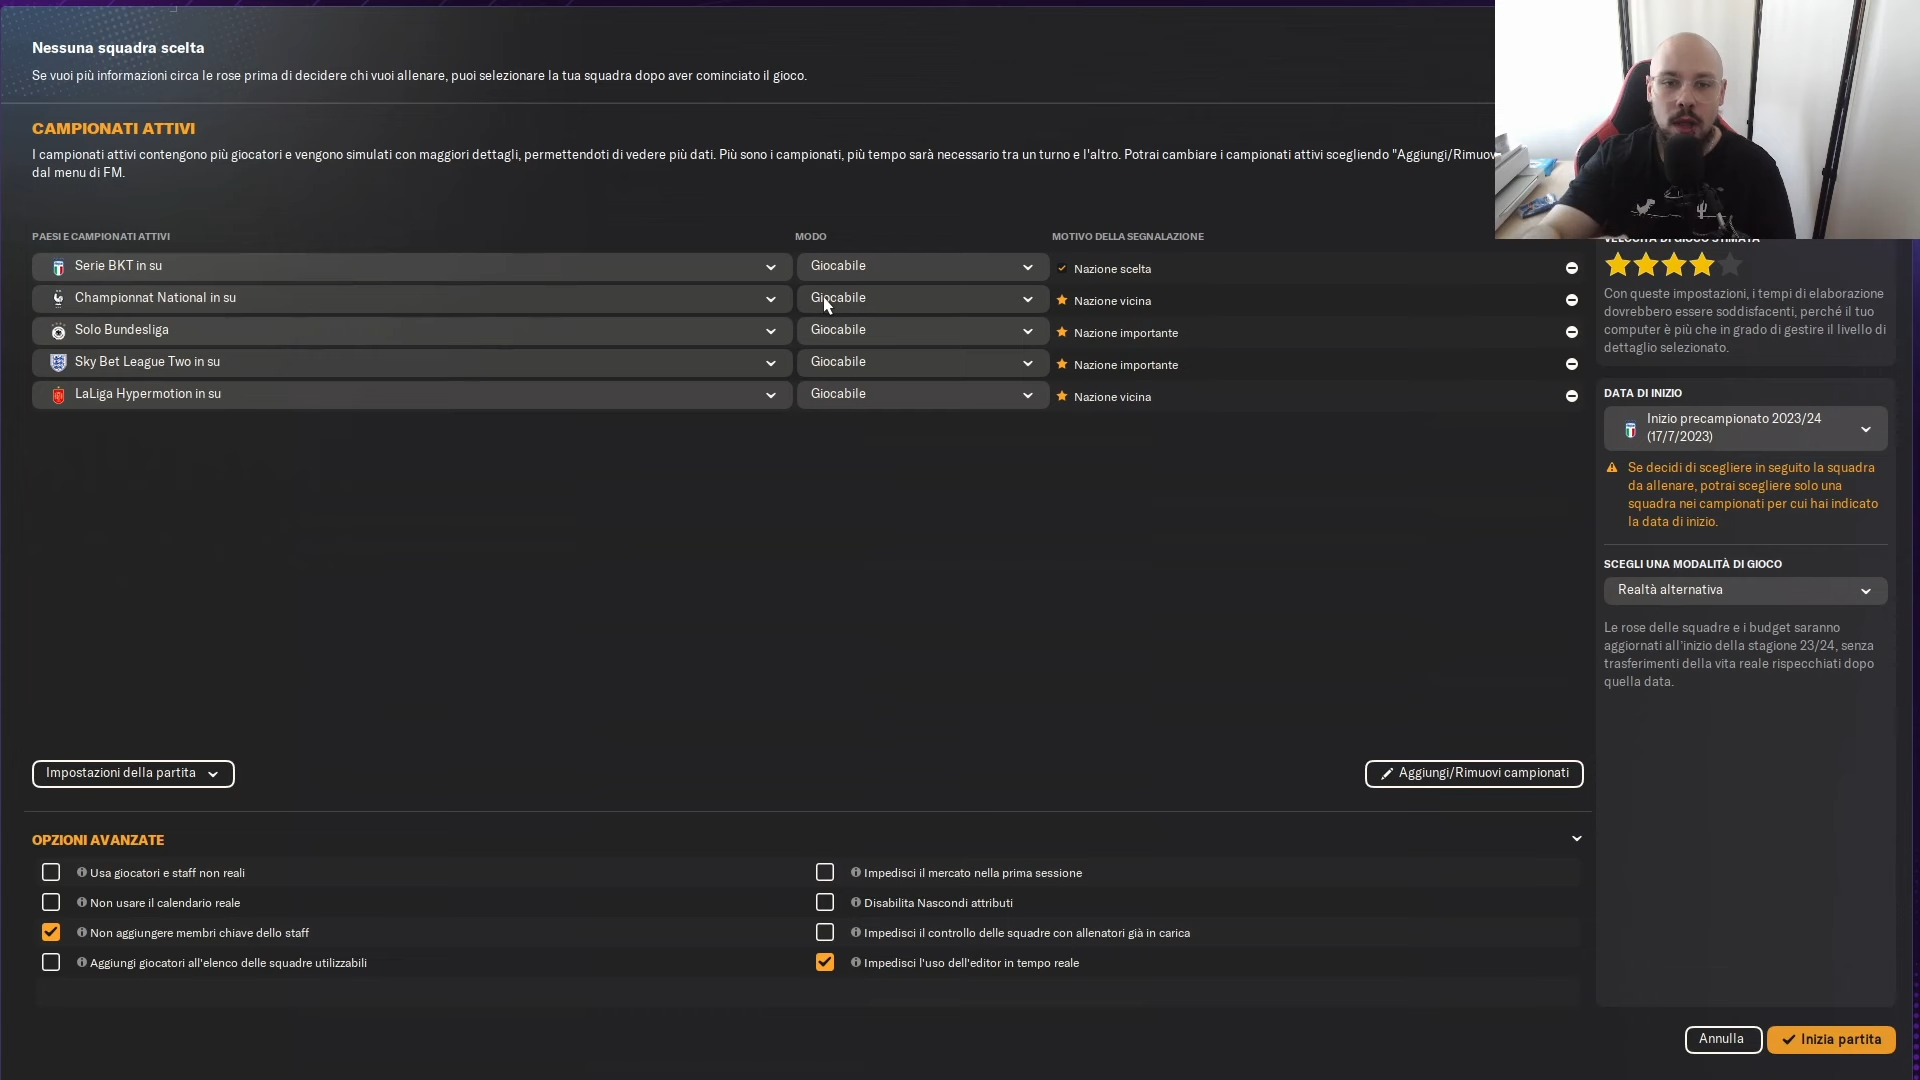 Nessuna squadra scelta
Se vuoi più informazioni circa le rose prima di decidere chi vuoi allenare, puoi selezionare la tua squadra dopo aver cominciato il gioco.
CAMPIONATI ATTIVI
I campionati attivi contengono più giocatori e vengono simulati con maggiori dettagli, permettendoti di vedere più dati. Più sono i campionati, più tempo sarà necessario tra un turno e l'altro. Potrai cambiare i campionati attivi scegliendo "Aggiungi/Rimuov
dal menu di FM.
PAESI E CAMPIONATI ATTIVI MODO MOTIVO DELLA SEGNALAZIONE
Serie BKT in su Giocabile Nazione scelta
Championnat National in su Giocabile Nazione vicina
Solo Bundesliga Giocabile Nazione importante
Sky Bet League Two in su Giocabile Nazione importante
LaLiga Hypermotion in su Giocabile Nazione vicina
VELOCITÀ DI GIOCO STIMATA
Con queste impostazioni, i tempi di elaborazione
dovrebbero essere soddisfacenti, perché il tuo
computer è più che in grado di gestire il livello di
dettaglio selezionato.
DATA DI INIZIO
Inizio precampionato 2023/24
(17/7/2023)
Se decidi di scegliere in seguito la squadra
da allenare, potrai scegliere solo una
squadra nei campionati per cui hai indicato
la data di inizio.
SCEGLI UNA MODALITÀ DI GIOCO
Realtà alternativa
Le rose delle squadre e i budget saranno
aggiornati all'inizio della stagione 23/24, senza
trasferimenti della vita reale rispecchiati dopo
quella data.
Impostazioni della partita
Aggiungi/Rimuovi campionati
OPZIONI AVANZATE
Usa giocatori e staff non reali
Impedisci il mercato nella prima sessione
Non usare il calendario reale
Disabilita Nascondi attributi
Non aggiungere membri chiave dello staff
Impedisci il controllo delle squadre con allenatori già in carica
Aggiungi giocatori all'elenco delle squadre utilizzabili
Impedisci l'uso dell'editor in tempo reale
Annulla
Inizia partita